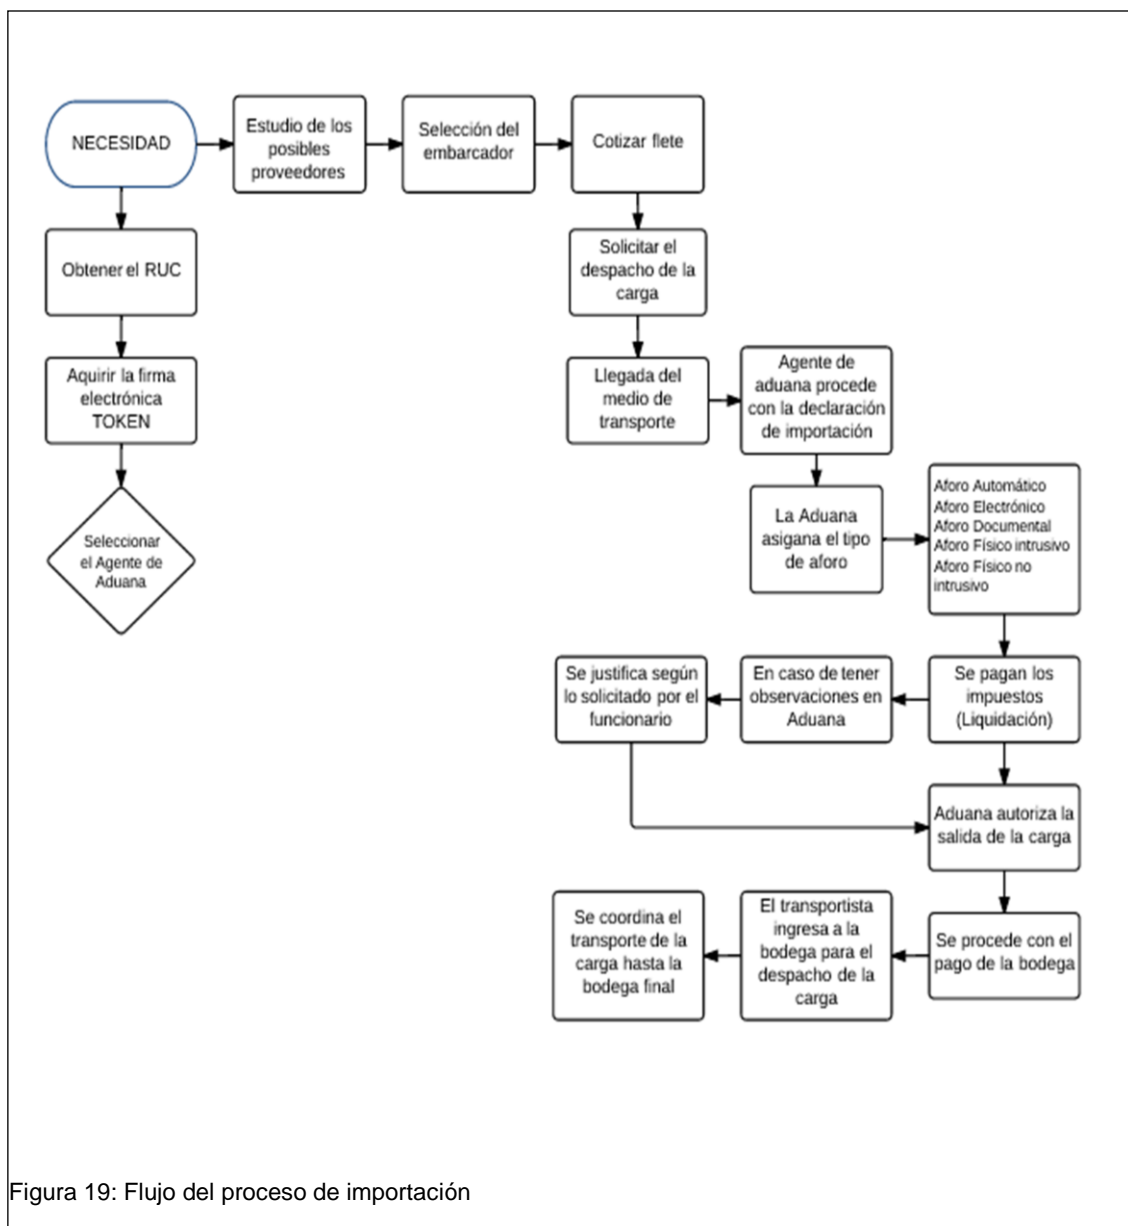 NECESIDAD
Estudio de los
posibles
proveedores
Selección del
embarcador
Cotizar flete
Obtener el RUC
Solicitar el
despacho de la
carga
Aquirir la firma
electrónica
TOKEN
Llegada del
medio de
transporte
Agente de
aduana procede
con la declaración
de importación
Seleccionar
el Agente de
Aduana
La Aduana
asigana el tipo
de aforo
Aforo Automático
Aforo Electrónico
Aforo Documental
Aforo Físico intrusivo
Aforo Físico no
intrusivo
Se justifica según
lo solicitado por el
funcionario
En caso de tener
observaciones en
Aduana
Se pagan los
impuestos
(Liquidación)
Aduana autoriza la
salida de la carga
Se coordina el
transporte de la
carga hasta la
bodega final
El transportista
ingresa a la
bodega para el
despacho de la
carga
Se procede con el
pago de la bodega
Figura 19: Flujo del proceso de importación